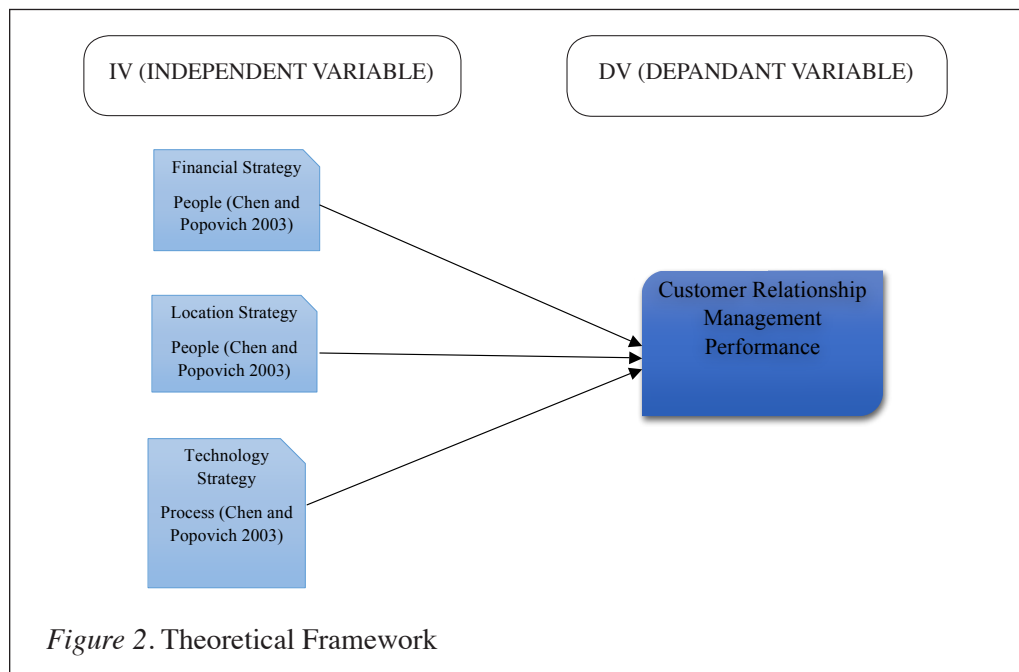 IV (INDEPENDENT VARIABLE)
DV (DEPANDANT VARIABLE)
Financial Strategy
People (Chen and
Popovich 2003)
Location Strategy
People (Chen and
Popovich 2003)
Technology
Strategy
Process (Chen and
Popovich 2003)
Customer Relationship
Management
Performance
Figure 2. Theoretical Framework